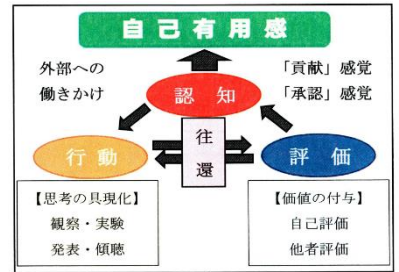 自己有用感
外部への
働きかけ
「貢献」感覚
「承認」感覚
認知
往
還
行動
評価
【思考の具現化】
観察・実験
発表・傾聴
【価値の付与】
自己評価
他者評価